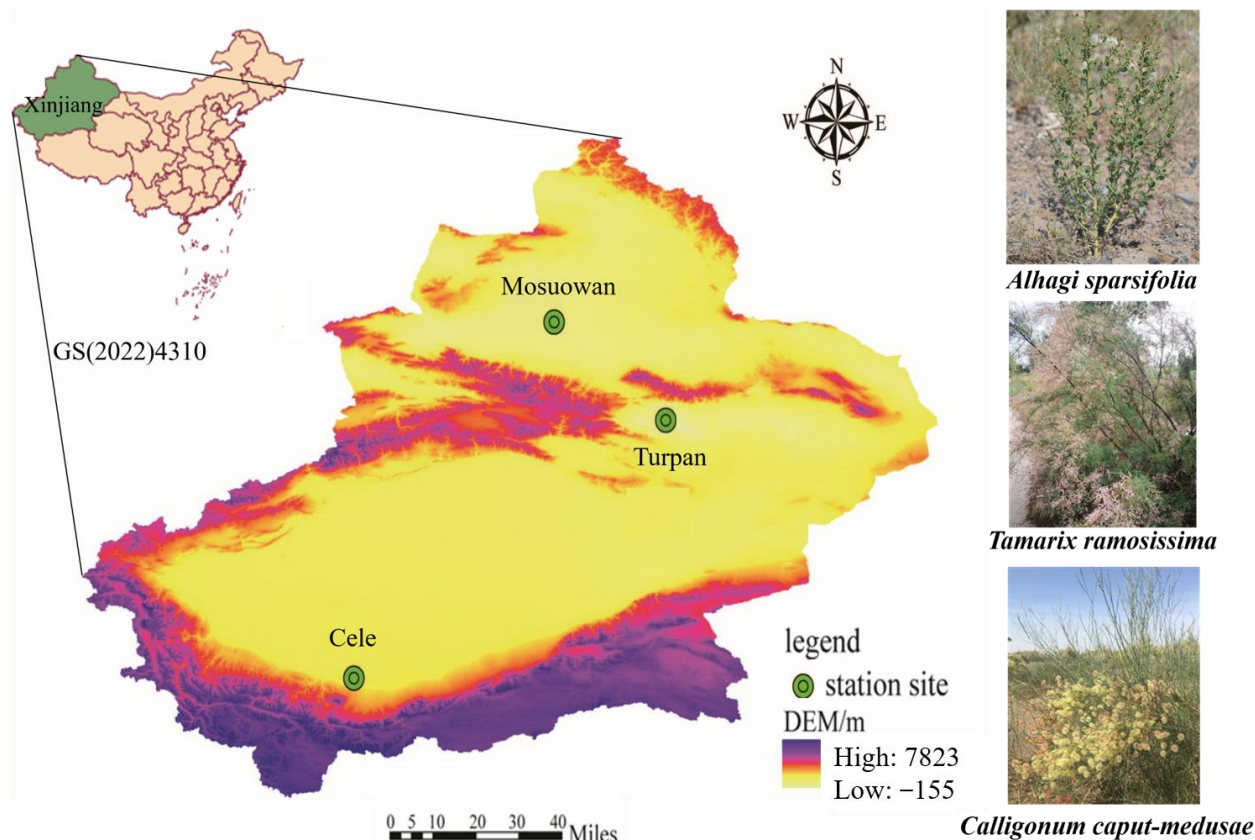 Xinjiang
N
W E
S
GS(2022)4310
Mosuowan
Turpan
Cele
legend
station site
DEM/m
High: 7823
Low: −155
0 5 10 20 30 40 Miles
Alhagi sparsifolia
Tamarix ramosissima
Calligonum caput-medusae